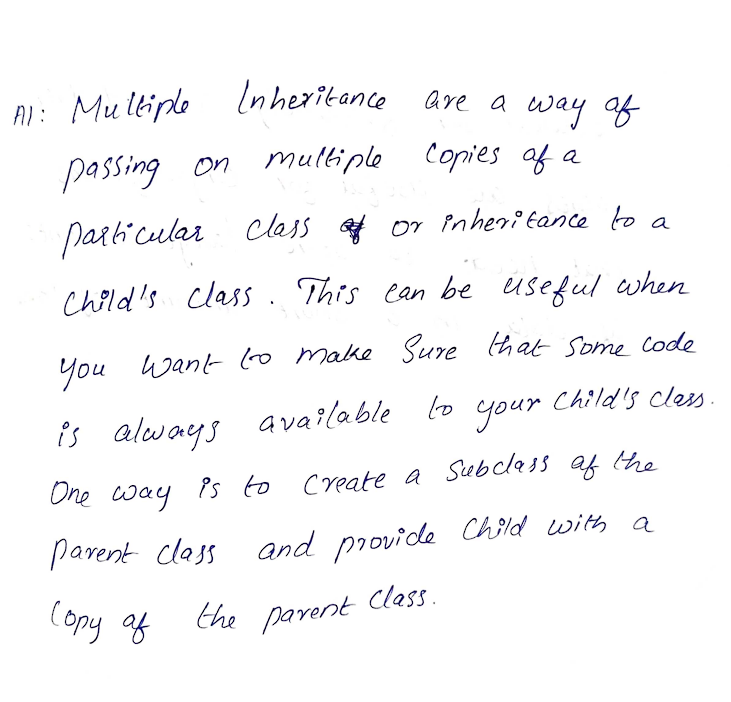 A1: Multiple Inheritance are a way of
passing on multiple Copies of a
particular class or inheritance to a
Child's class. This can be useful when
you want to make Sure that Some code
is always available to your Child's class.
One way is to Create a Subclass of the
parent class and provide Child with a
Copy of the parent Class.